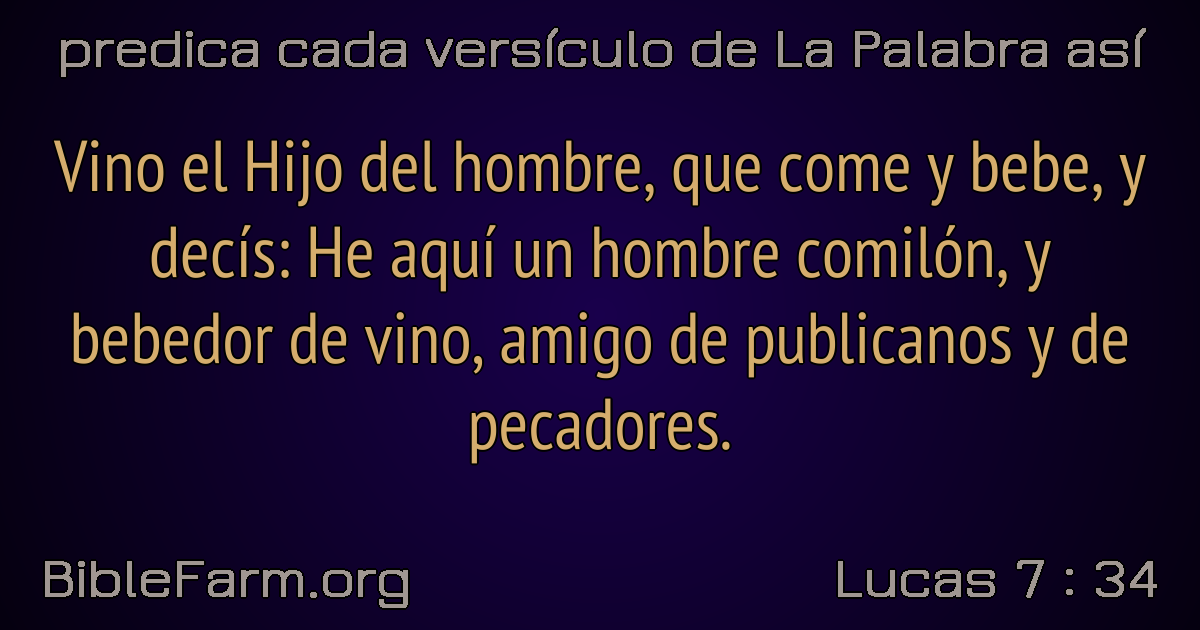 predica cada versículo de La Palabra así
Vino el Hijo del hombre, que come y bebe, y
decís: He aquí un hombre comilón, y
bebedor de vino, amigo de publicanos y de
pecadores.
BibleFarm.org
Lucas 7 : 34